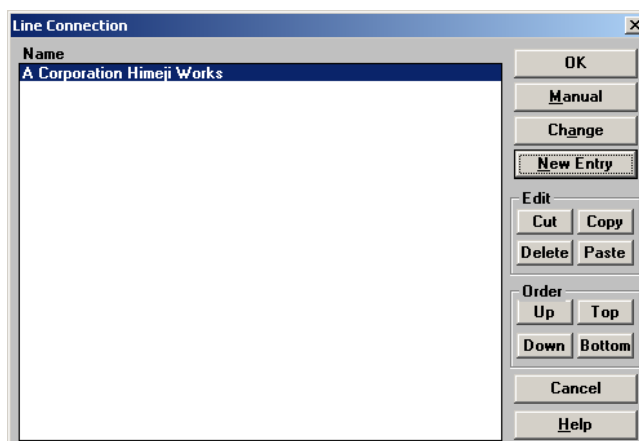 Line Connection
Name
A Corporation Himeji Works
OK
Manual
Change
New Entry
Edit
Cut Copy
Delete Paste
Order
Up Top
Down Bottom
Cancel
Help